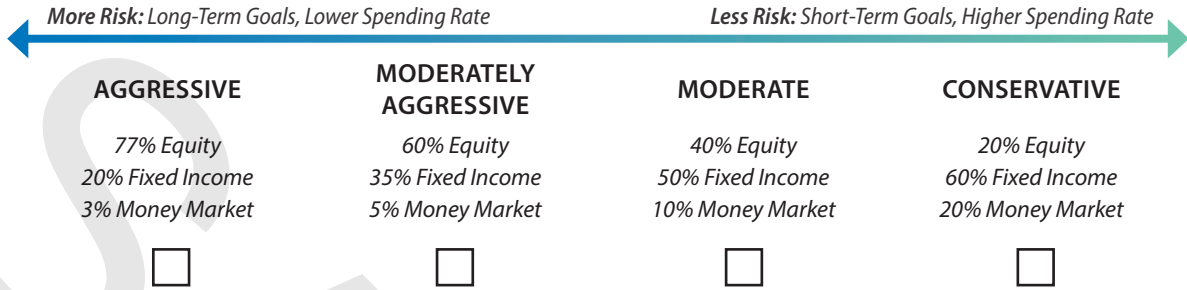 More Risk: Long-Term Goals, Lower Spending Rate
Less Risk: Short-Term Goals, Higher Spending Rate
AGGRESSIVE
77% Equity
20% Fixed Income
3% Money Market
MODERATELY
AGGRESSIVE
60% Equity
35% Fixed Income
5% Money Market
MODERATE
40% Equity
50% Fixed Income
10% Money Market
CONSERVATIVE
20% Equity
60% Fixed Income
20% Money Market